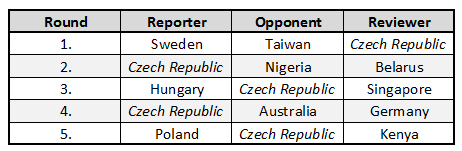 Round Reporter Opponent Reviewer
1. Sweden Taiwan Czech Republic
2. Czech Republic Nigeria Belarus
3. Hungary Czech Republic Singapore
4. Czech Republic Australia Germany
5. Poland Czech Republic Kenya